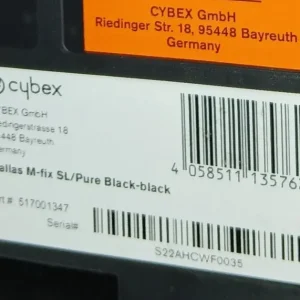 CYBEX GmbH
Riedinger Str. 18, 95448 Bayreuth
Germany
cybex
YBEX GmbH
edingerstrasse 18
5448 Bayreuth
ermany
4 058511 13576
allas M-fix SL/Pure Black-black
t.#: 517001347
Serial#
S22AHCWF0035